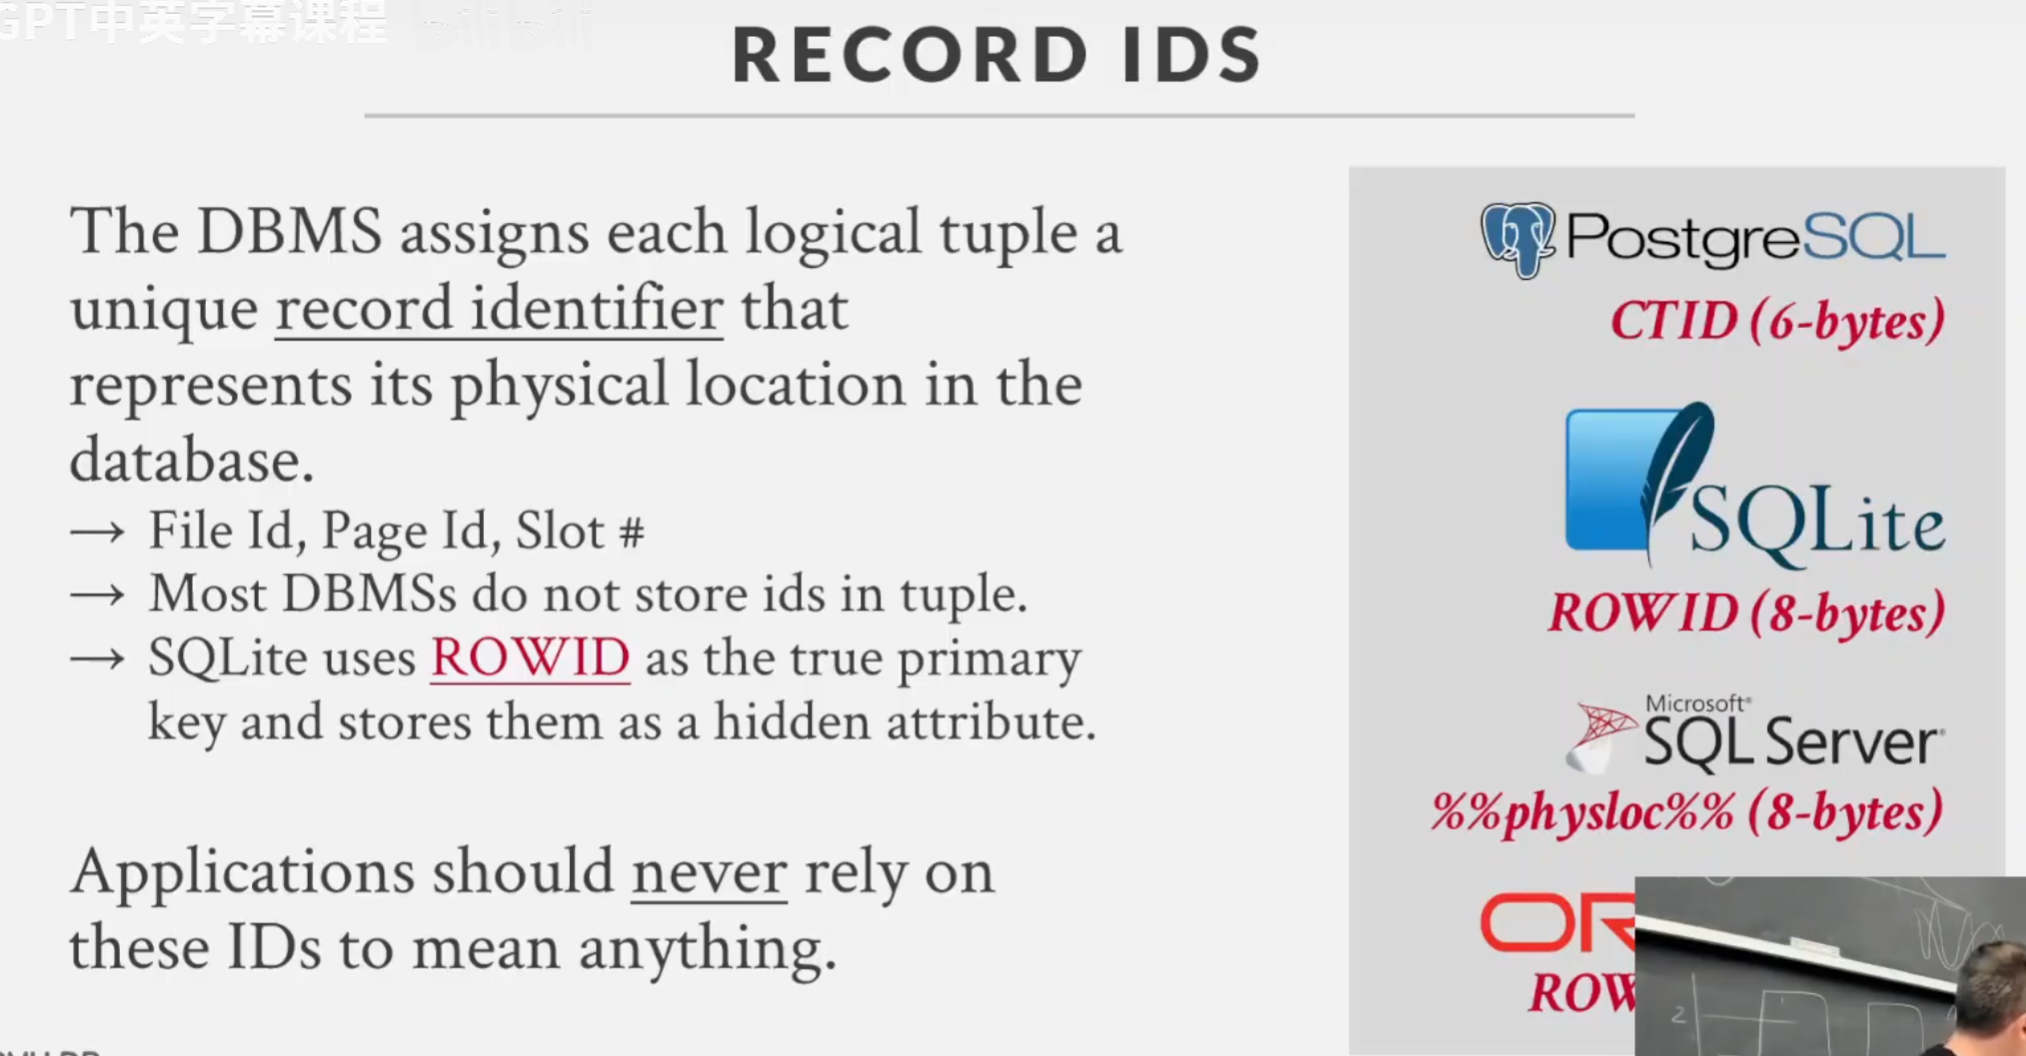 GPT中英字幕课程 bilibili
RECORD IDS
The DBMS assigns each logical tuple a
unique record identifier that
represents its physical location in the
database.
→ File Id, Page Id, Slot #
→ Most DBMSs do not store ids in tuple.
→ SQLite uses ROWID as the true primary
key and stores them as a hidden attribute.
Applications should never rely on
these IDs to mean anything.
PostgreSQL
CTID (6-bytes)
SQLite
ROWID (8-bytes)
Microsoft®
SQL Server®
%%physloc%% (8-bytes)
OR
ROW
2